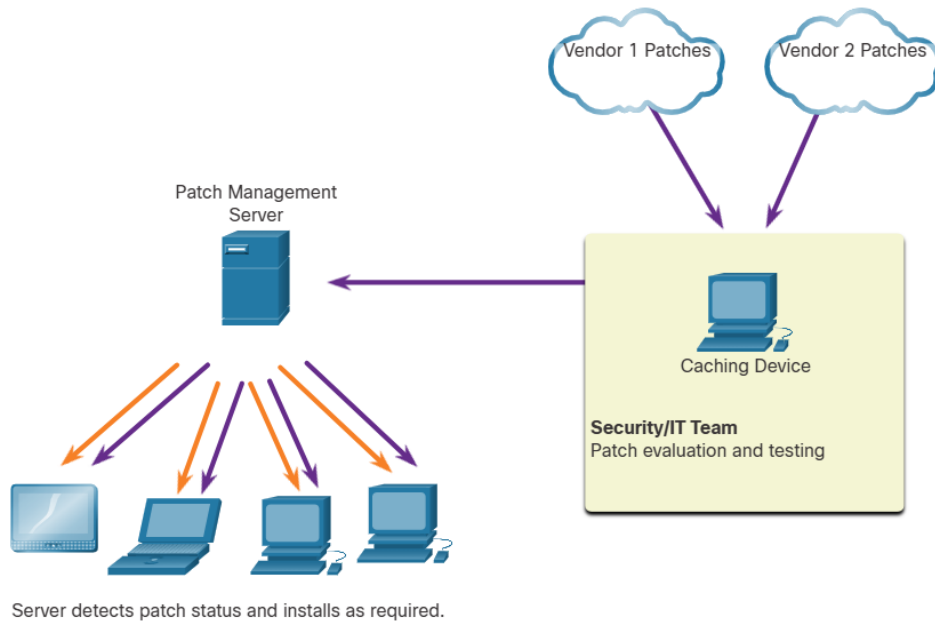 Vendor 1 Patches
Vendor 2 Patches
Patch Management
Server
Caching Device
Security/IT Team
Patch evaluation and testing
Server detects patch status and installs as required.